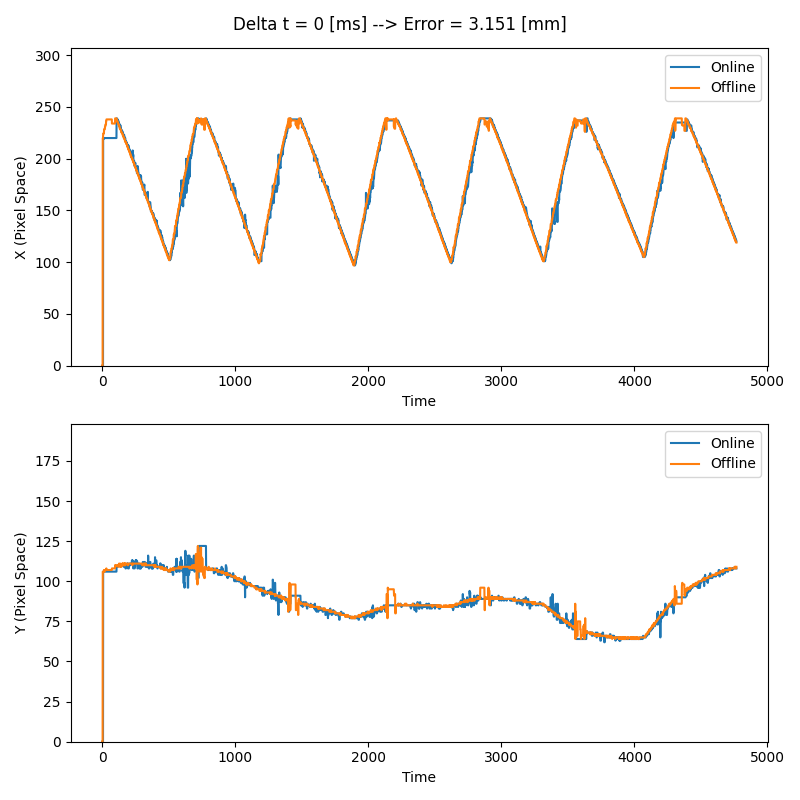 Delta t = 0 [ms] --> Error = 3.151 [mm]
300
250
200
150
100
50
0
X (Pixel Space)
Online
Offline
0 1000 2000 3000 4000 5000
Time
175
150
125
100
75
50
25
0
Y (Pixel Space)
Online
Offline
0 1000 2000 3000 4000 5000
Time